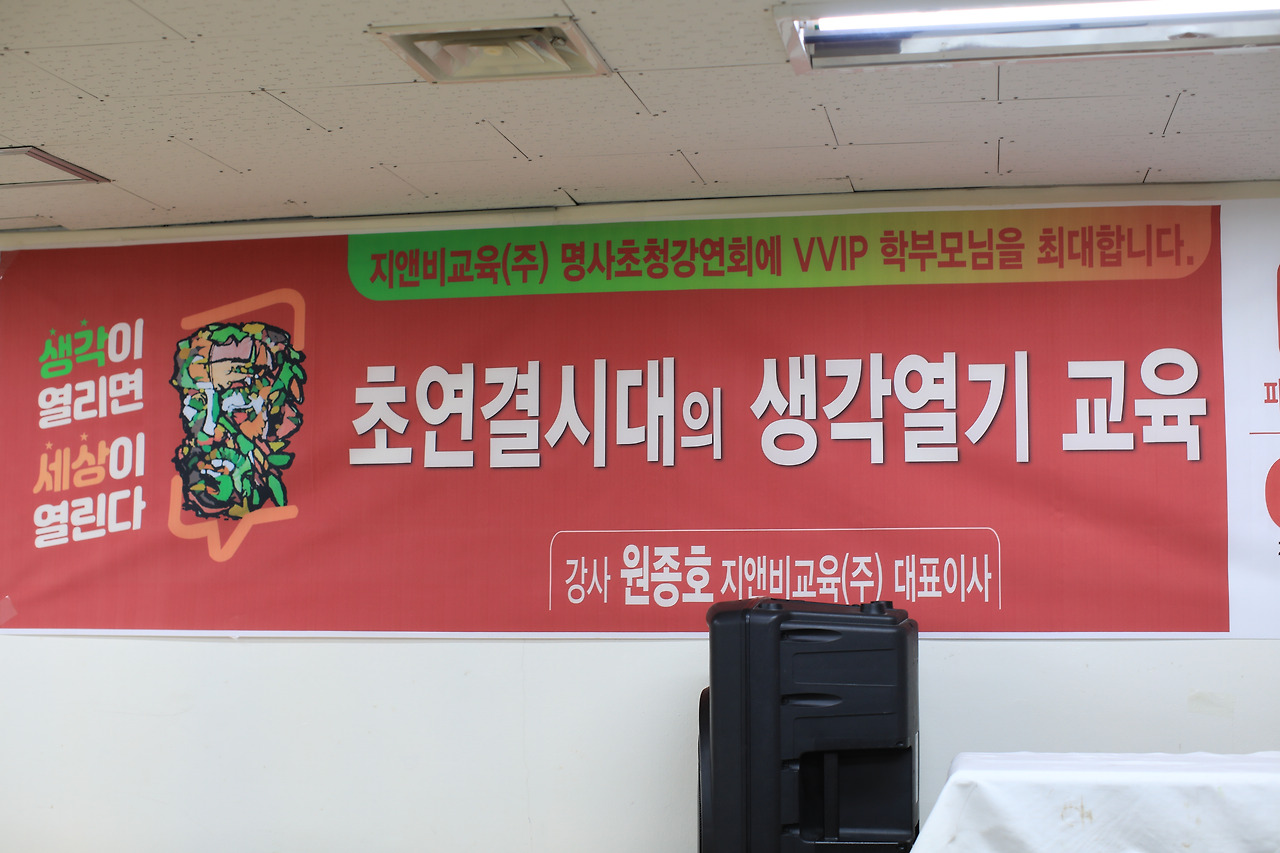 지앤비교육(주) 명사초청강연회에 VVIP 학부모님을 최대합니다.
생각이
열리면
세상이
열린다
초연결시대의 생각열기 교육
강사 원종호 지앤비교육(주) 대표이사